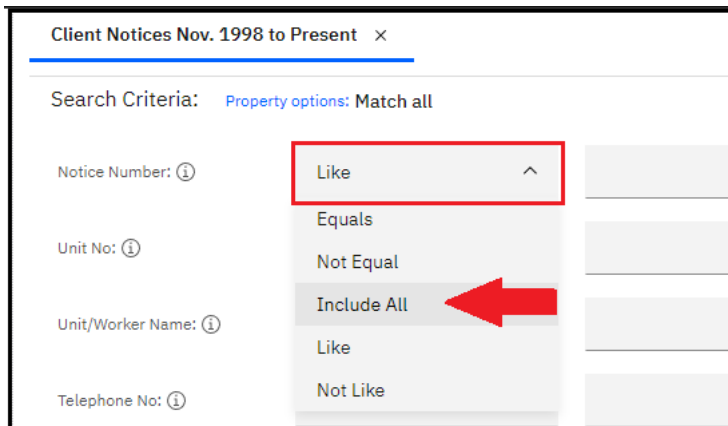 Client Notices Nov. 1998 to Present ×
Search Criteria: Property options: Match all
Notice Number: Like
Equals
Unit No:
Not Equal
Include All
Unit/Worker Name:
Like
Not Like
Telephone No: